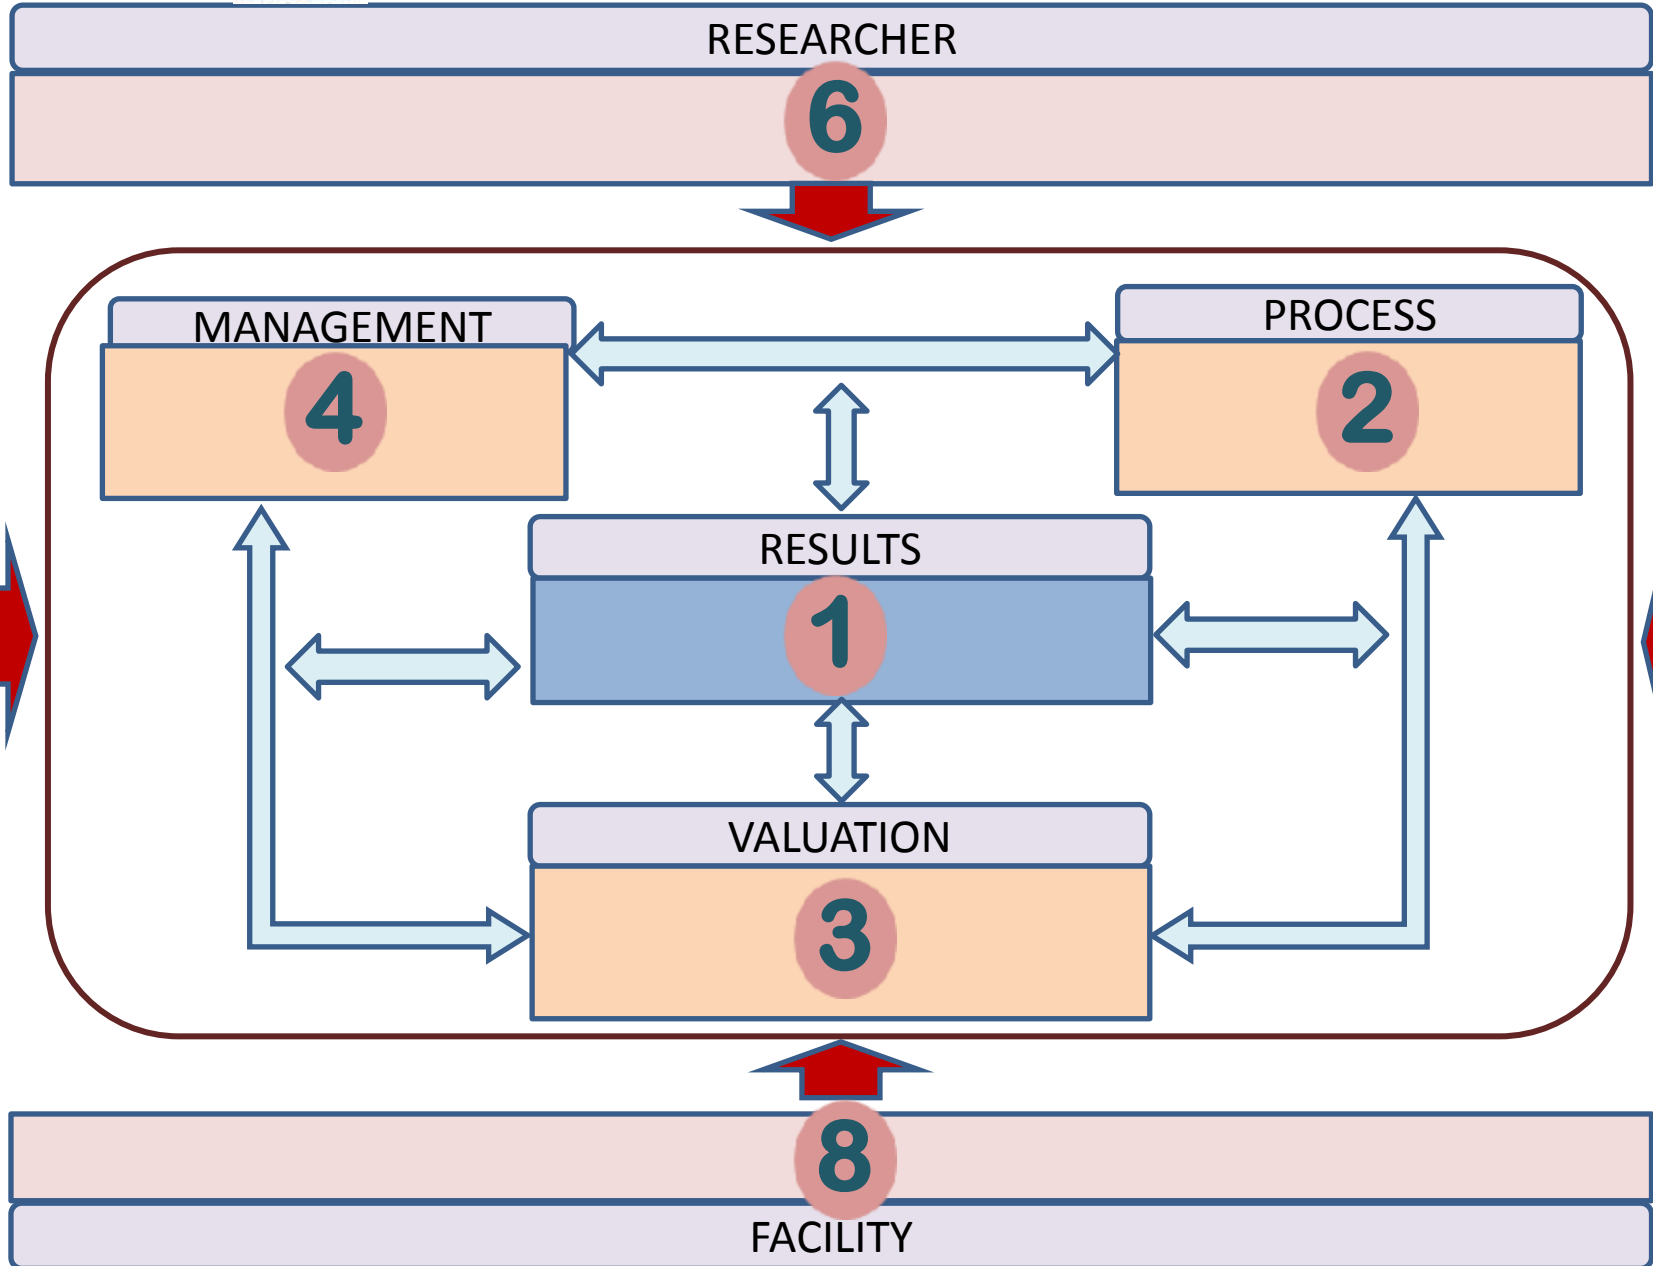 RESEARCHER
6
MANAGEMENT
PROCESS
4
2
RESULTS
1
VALUATION
3
8
FACILITY